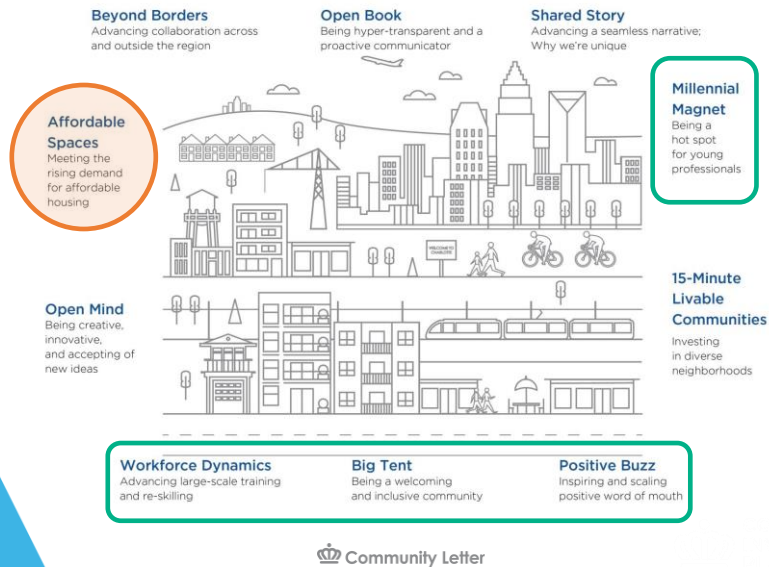 Beyond Borders
Advancing collaboration across
and outside the region
Open Book
Being hyper-transparent and a
proactive communicator
Shared Story
Advancing a seamless narrative;
Why we're unique
Affordable
Spaces
Meeting the
rising demand
for affordable
housing
Millennial
Magnet
Being a
hot spot
for young
professionals
WELCOME TO
CHARLOTTE
Open Mind
Being creative,
innovative,
and accepting of
new ideas
15-Minute
Livable
Communities
Investing
in diverse
neighborhoods
Workforce Dynamics
Advancing large-scale training
and re-skilling
Big Tent
Being a welcoming
and inclusive community
Positive Buzz
Inspiring and scaling
positive word of mouth
Community Letter